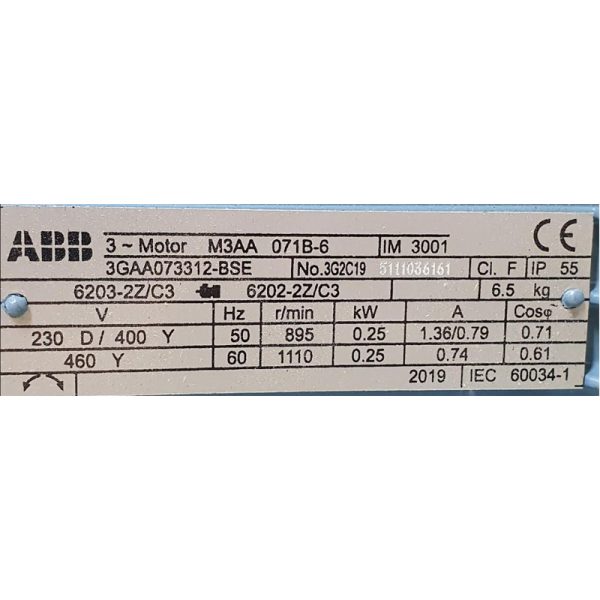 ABB 3 ~ Motor M3AA 071B-6 IM 3001 CE
3GAA073312-BSE No.3G2C19 5111036161 Cl. F IP 55
6203-2Z/C3 6202-2Z/C3 6.5 kg
V Hz r/min kW A Cosφ
230 D / 400 Y 50 895 0.25 1.36/0.79 0.71
460 Y 60 1110 0.25 0.74 0.61
2019 IEC 60034-1